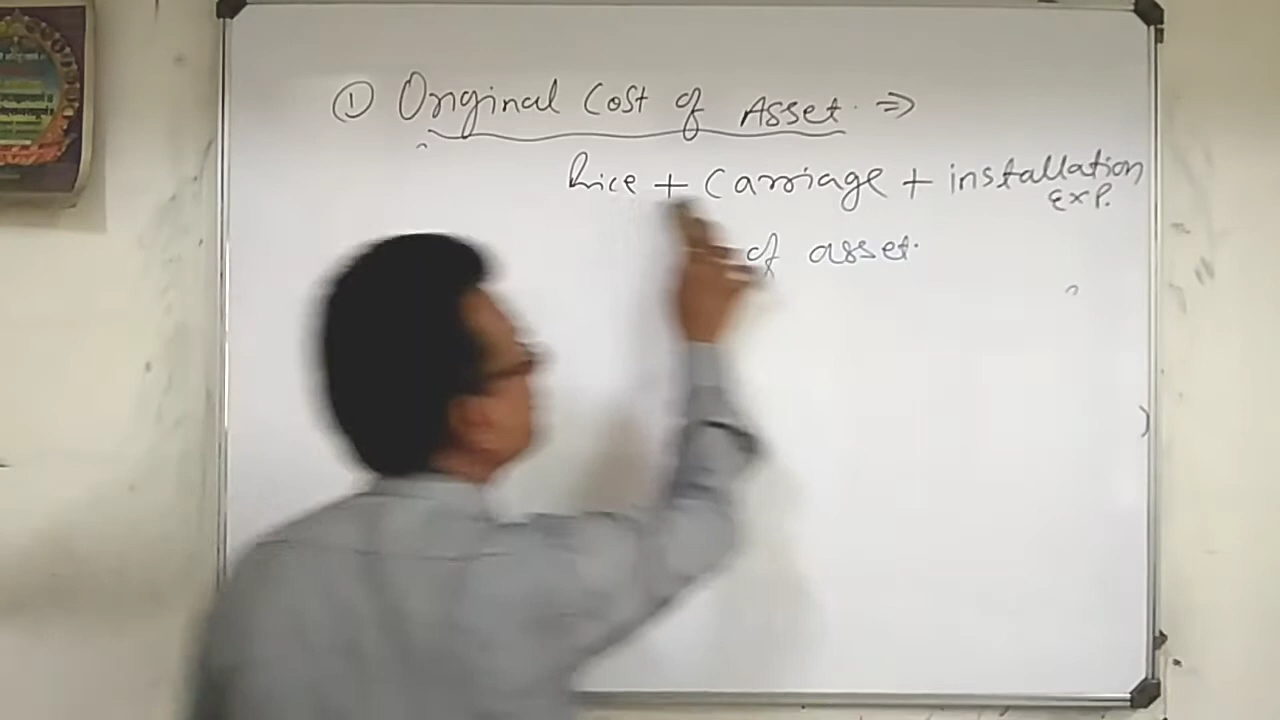 ① Original Cost of Asset. ⇒
Price + Carriage + installation
Exp.
of asset.